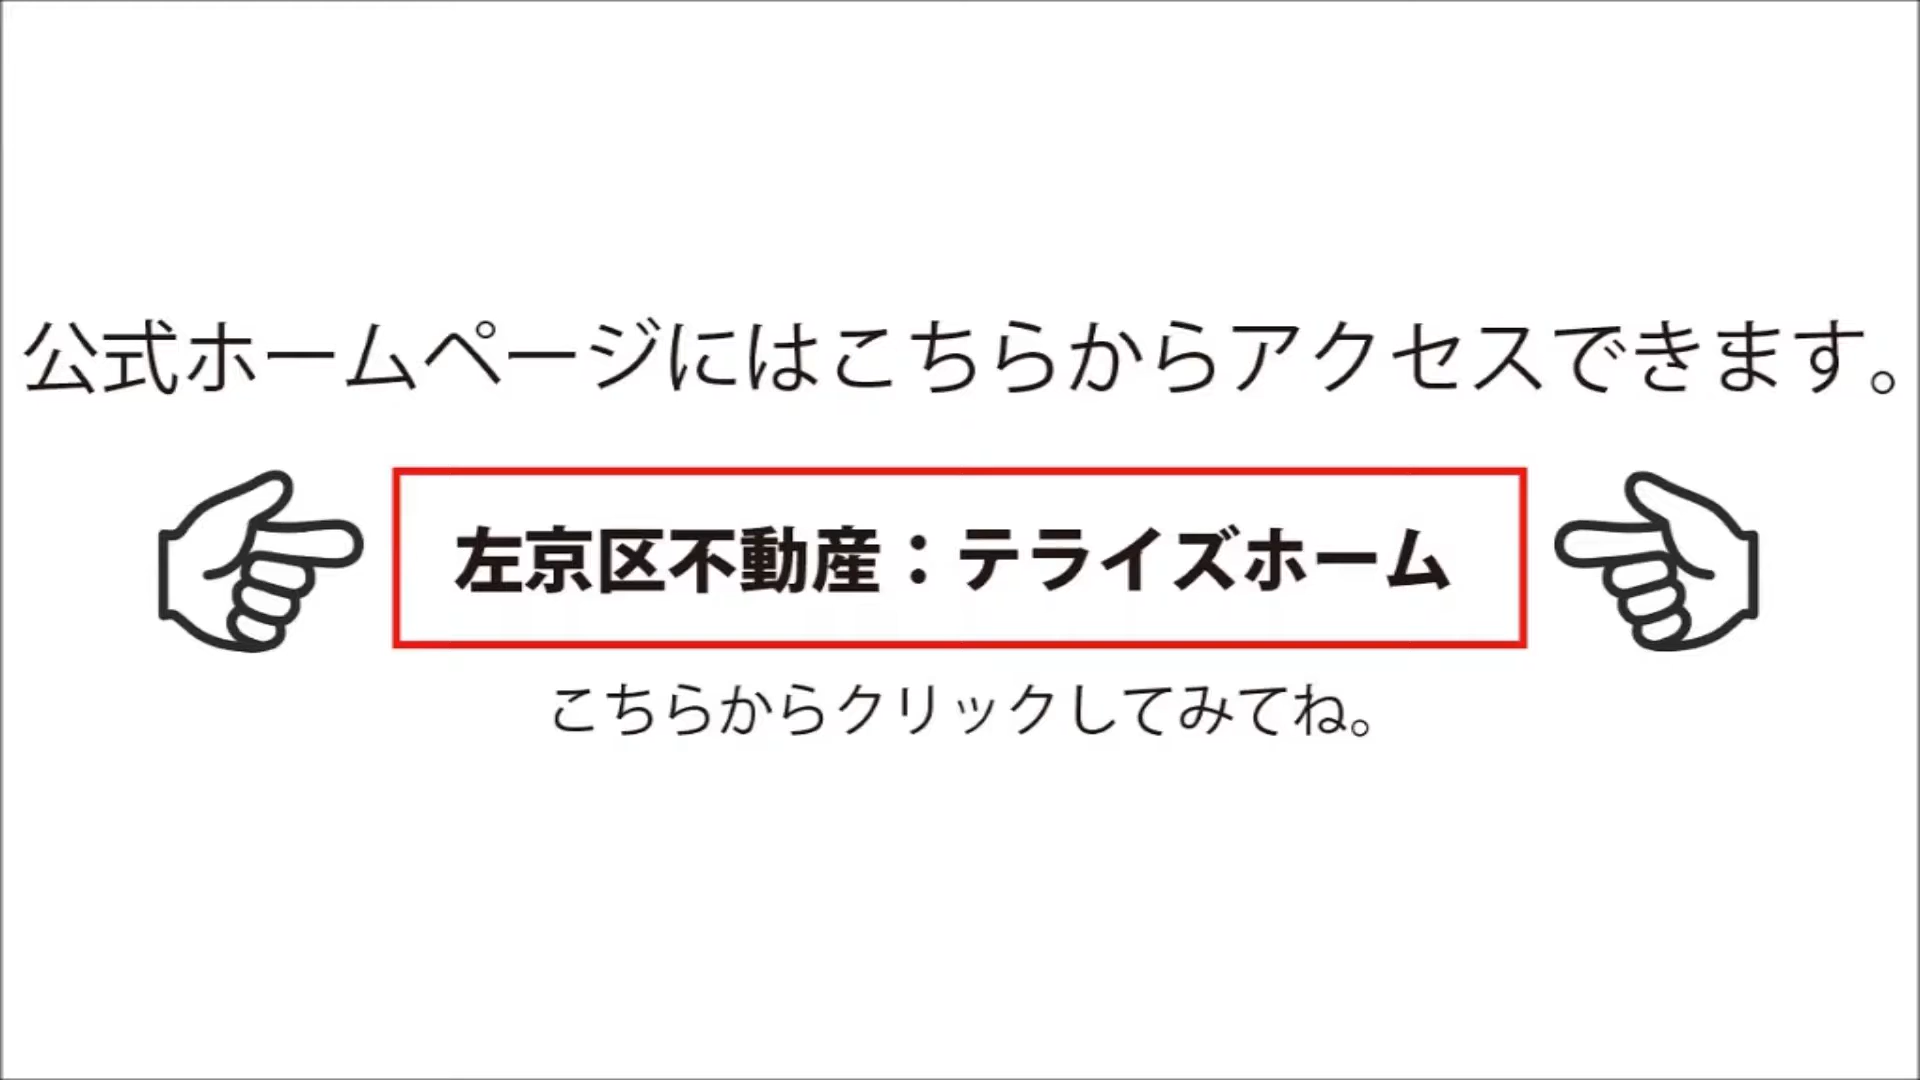 公式ホームページにはこちらからアクセスできます。
左京区不動産：テライズホーム
こちらからクリックしてみてね。